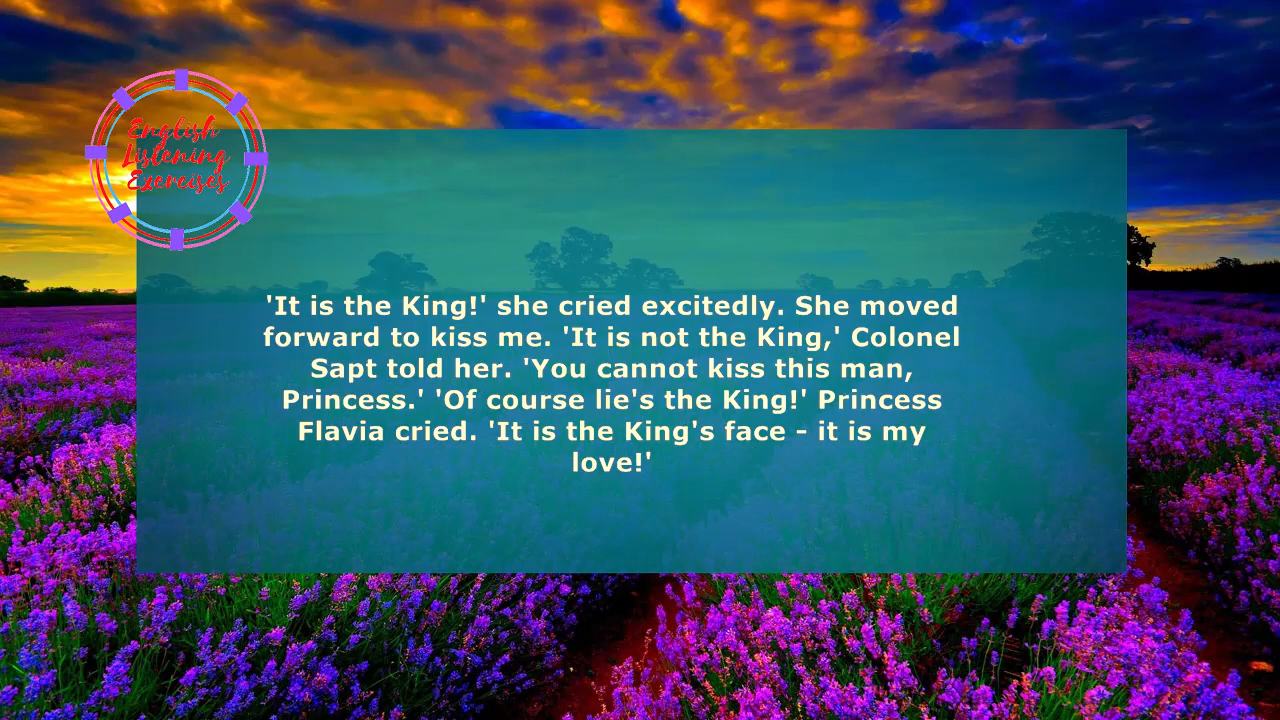 English
Listening
Exercises
'It is the King!' she cried excitedly. She moved
forward to kiss me. 'It is not the King,' Colonel
Sapt told her. 'You cannot kiss this man,
Princess.' 'Of course lie's the King!' Princess
Flavia cried. 'It is the King's face - it is my
love!'